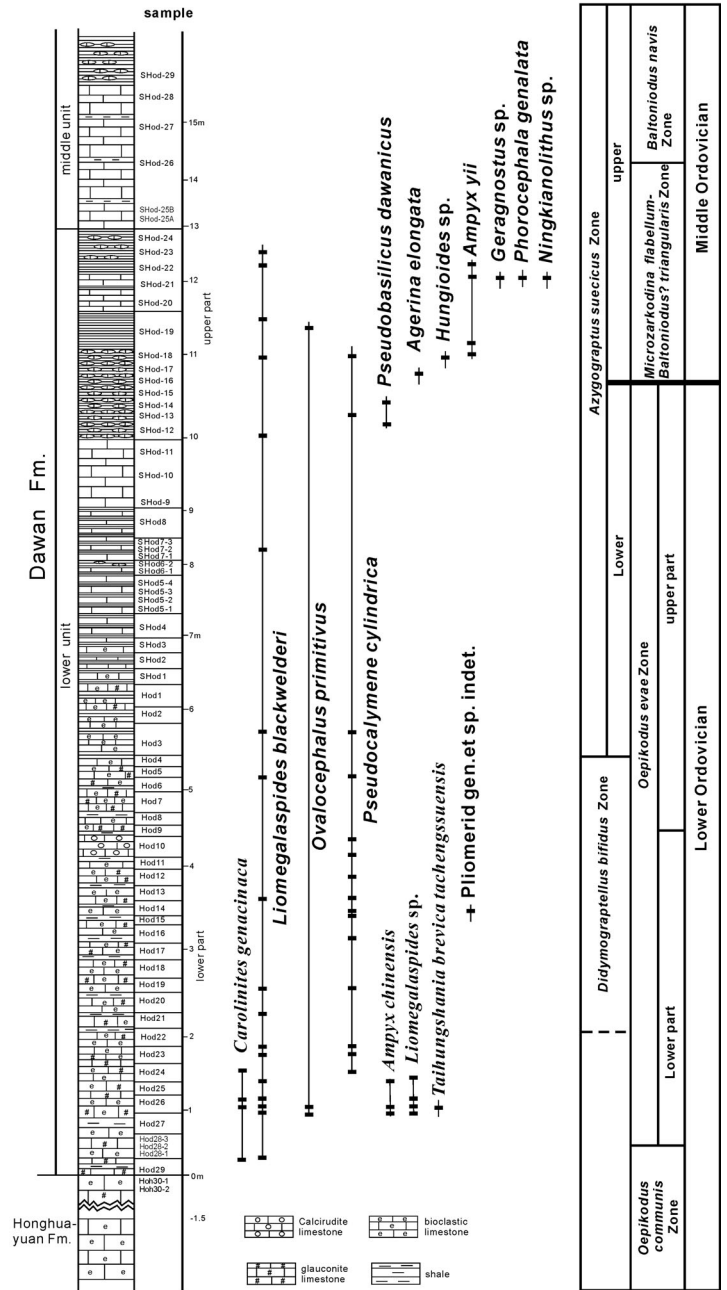 sample
SHod-29
SHod-28
15m
SHod-27
SHod-26
14
SHod-25B
SHod-25A
13
SHod-24
SHod-23
SHod-22
12
SHod-21
SHod-20
SHod-19
11
SHod-18
SHod-17
SHod-16
SHod-15
SHod-14
SHod-13
SHod-12
10
SHod-11
SHod-10
SHod-9
9
SHod8
SHod7-3
SHod7-2
SHod7-1
8
SHod6-2
SHod6-1
SHod5-4
SHod5-3
SHod5-2
SHod5-1
SHod4
7m
SHod3
SHod2
SHod1
Hod1
6
Hod2
Hod3
Hod4
Hod5
5
Hod6
Hod7
Hod8
Hod9
Hod10
4
Hod11
Hod12
Hod13
Hod14
Hod15
Hod16
3
Hod17
Hod18
Hod19
Hod20
Hod21
2
Hod22
Hod23
Hod24
Hod25
Hod26
1
Hod27
Hod28-3
Hod28-2
Hod28-1
Hod29
0m
Hoh30-1
Hoh30-2
-1.5
Dawan Fm.
middle unit
lower unit
upper part
lower part
Honghua-
yuan Fm.
Carolinites genacinaca
Liomegalaspides blackwelderi
Ovalocephalus primitivus
Pseudocalymene cylindrica
Pseudobasilicus dawanicus
Agerina elongata
Hungioides sp.
Ampyx yii
Geragnostus sp.
Phorocephala genalata
Ningkianolithus sp.
Ampyx chinensis
Liomegalaspides sp.
Taihungshania brevica tachengssuensis
Pliomerid gen.et sp. indet.
Azygograptus suecicus Zone
upper
Lower
Didymograptellus bifidus Zone
Baltoniodus navis
Zone
Microzarkodina flabellum-
Baltoniodus? triangularis Zone
Oepikodus evae Zone
upper part
Lower part
Oepikodus
communis
Zone
Middle Ordovician
Lower Ordovician
Calcirudite
limestone
bioclastic
limestone
glauconite
limestone
shale